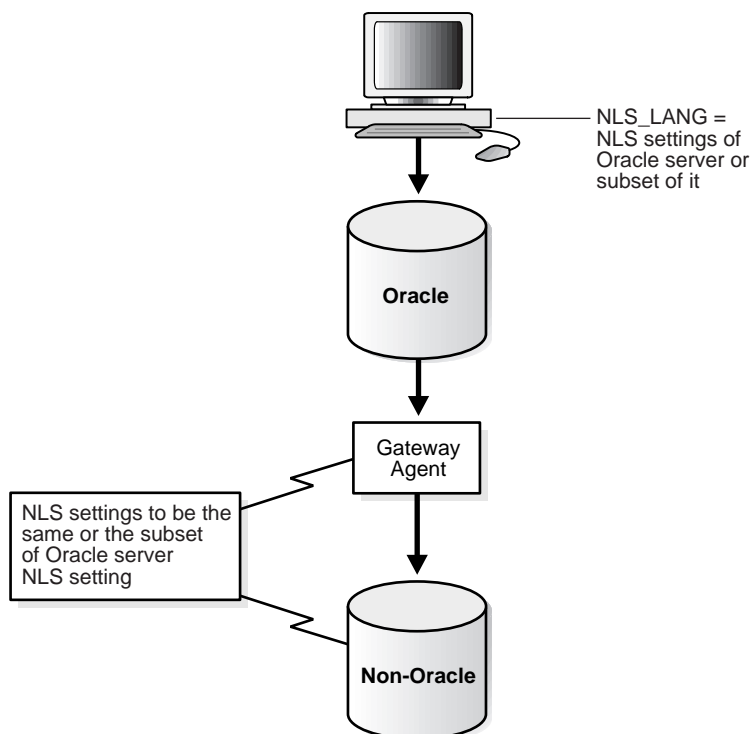 NLS_LANG =
NLS settings of
Oracle server or
subset of it
Oracle
Gateway
Agent
NLS settings to be the
same or the subset
of Oracle server
NLS setting
Non-Oracle